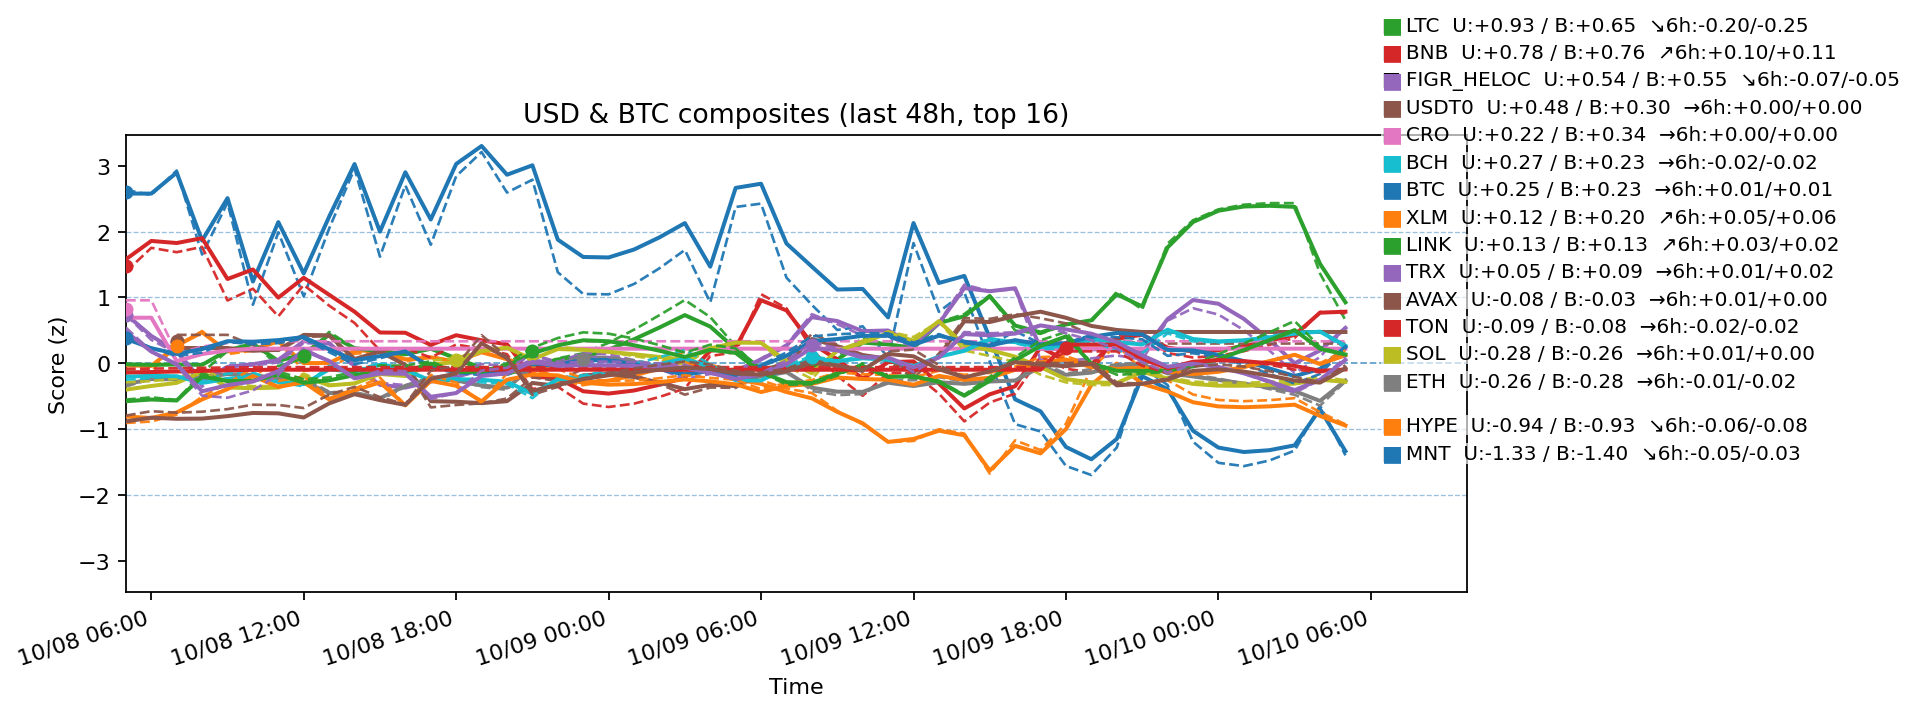 LTC U:+0.93 / B:+0.65 ↘6h:-0.20/-0.25
BNB U:+0.78 / B:+0.76 ↗6h:+0.10/+0.11
FIGR_HELOC U:+0.54 / B:+0.55 ↘6h:-0.07/-0.05
USDT0 U:+0.48 / B:+0.30 →6h:+0.00/+0.00
CRO U:+0.22 / B:+0.34 →6h:+0.00/+0.00
BCH U:+0.27 / B:+0.23 →6h:-0.02/-0.02
BTC U:+0.25 / B:+0.23 →6h:+0.01/+0.01
XLM U:+0.12 / B:+0.20 ↗6h:+0.05/+0.06
LINK U:+0.13 / B:+0.13 ↗6h:+0.03/+0.02
TRX U:+0.05 / B:+0.09 →6h:+0.01/+0.02
AVAX U:-0.08 / B:-0.03 →6h:+0.01/+0.00
TON U:-0.09 / B:-0.08 →6h:-0.02/-0.02
SOL U:-0.28 / B:-0.26 →6h:+0.01/+0.00
ETH U:-0.26 / B:-0.28 →6h:-0.01/-0.02
HYPE U:-0.94 / B:-0.93 ↘6h:-0.06/-0.08
MNT U:-1.33 / B:-1.40 ↘6h:-0.05/-0.03
USD & BTC composites (last 48h, top 16)
Score (z)
3
2
1
0
−1
−2
−3
10/08 06:00
10/08 12:00
10/08 18:00
10/09 00:00
10/09 06:00
10/09 12:00
10/09 18:00
10/10 00:00
10/10 06:00
Time